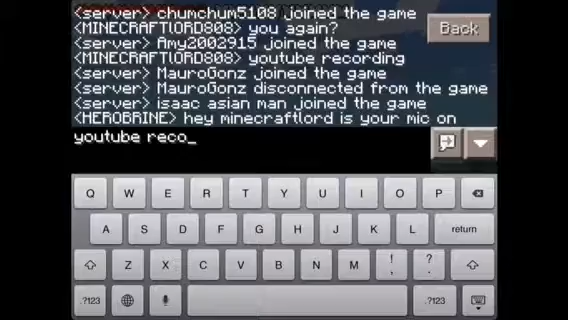 <server> chumchum5108 joined the game
<MINECRAFTlORD808> you again?
Back
<server> Amy2002915 joined the game
<MINECRAFTlORD808> youtube recording
<server> MauroGonz joined the game
<server> MauroGonz disconnected from the game
<server> isaac asian man joined the game
<HEROBRINE> hey minecraftlord is your mic on
youtube reco_
Q W E R T Y U I O P
A S D F G H J K L return
Z X C V B N M ! , ? .
.?123 .?123